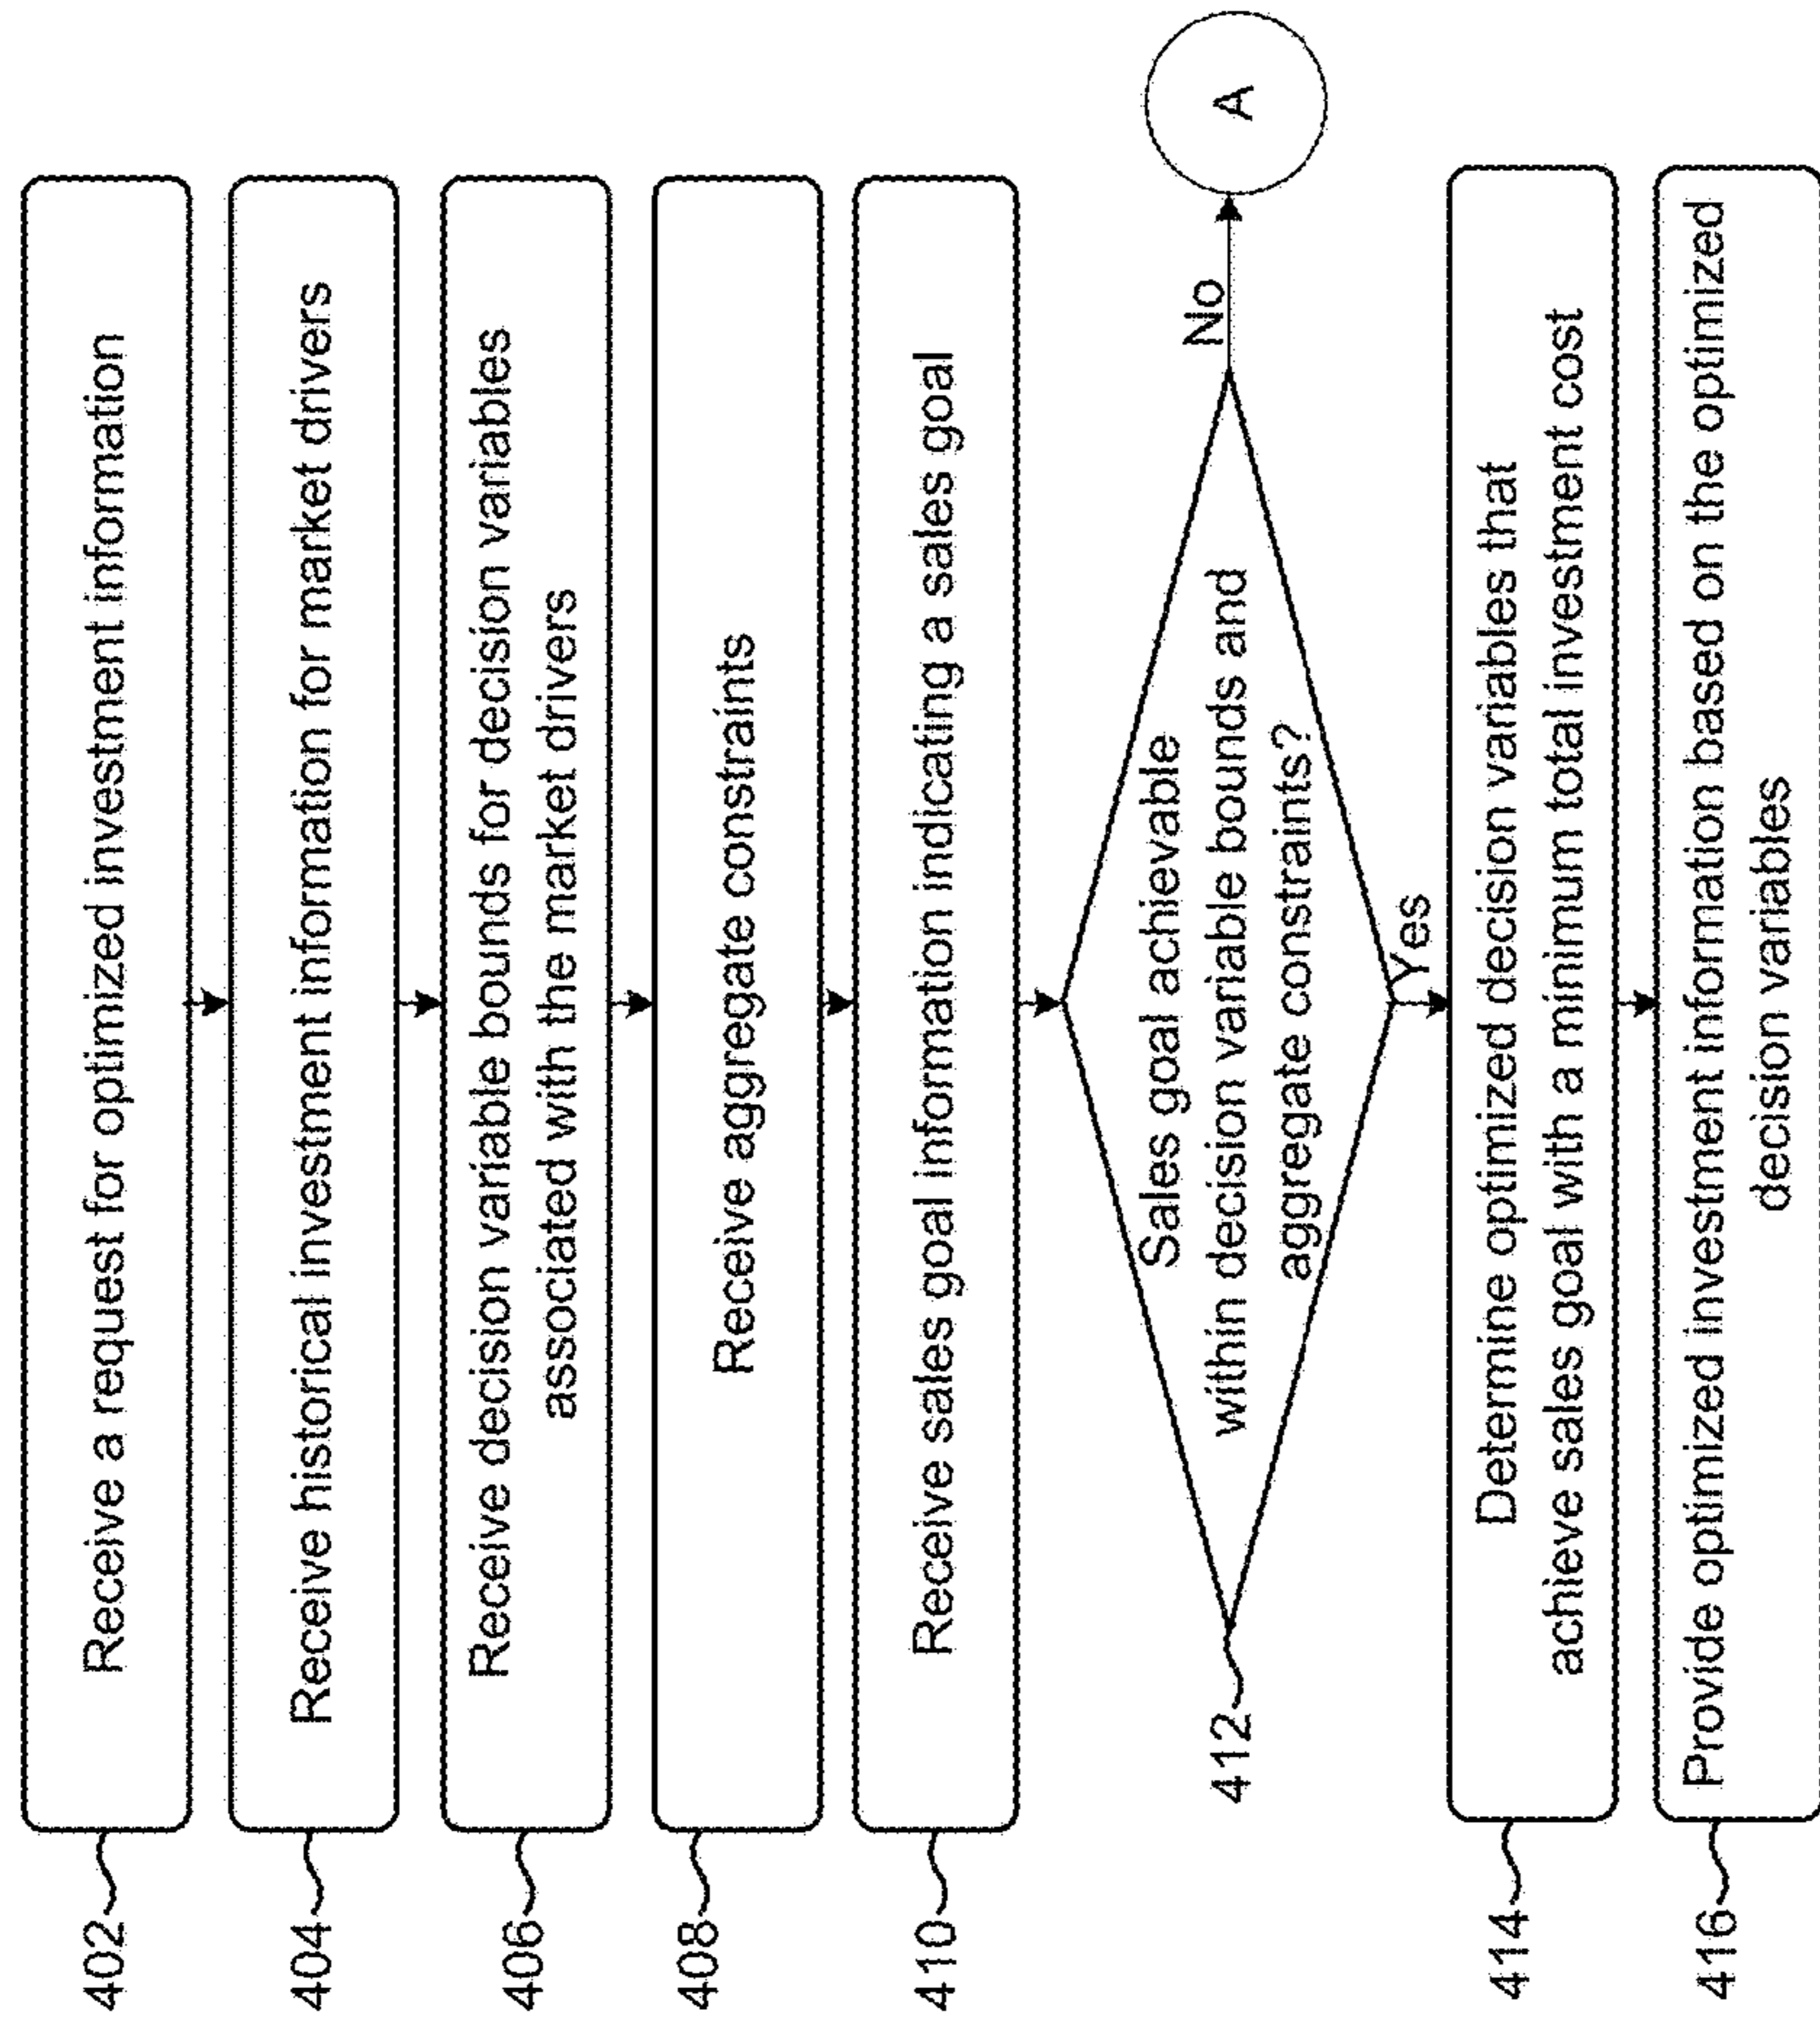 402
Receive a request for optimized investment information
404
Receive historical investment information for market drivers
406
Receive decision variable bounds for decision variables
associated with the market drivers
408
Receive aggregate constraints
410
Receive sales goal information indicating a sales goal
412
Sales goal achievable
within decision variable bounds and
aggregate constraints?
No
A
Yes
414
Determine optimized decision variables that
achieve sales goal with a minimum total investment cost
416
Provide optimized investment information based on the optimized
decision variables